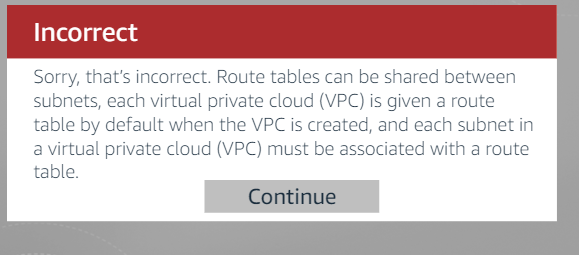 Incorrect
Sorry, that's incorrect. Route tables can be shared between
subnets, each virtual private cloud (VPC) is given a route
table by default when the VPC is created, and each subnet in
a virtual private cloud (VPC) must be associated with a route
table.
Continue